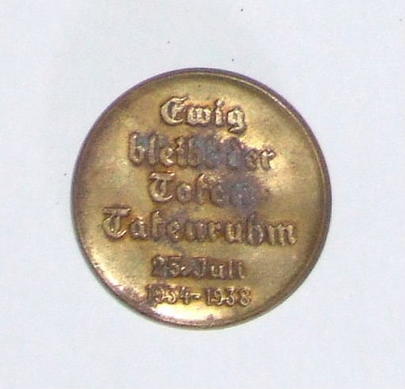 Ewig
bleibt der
Toten
Tatenruhm
25. Juli
1934-1938